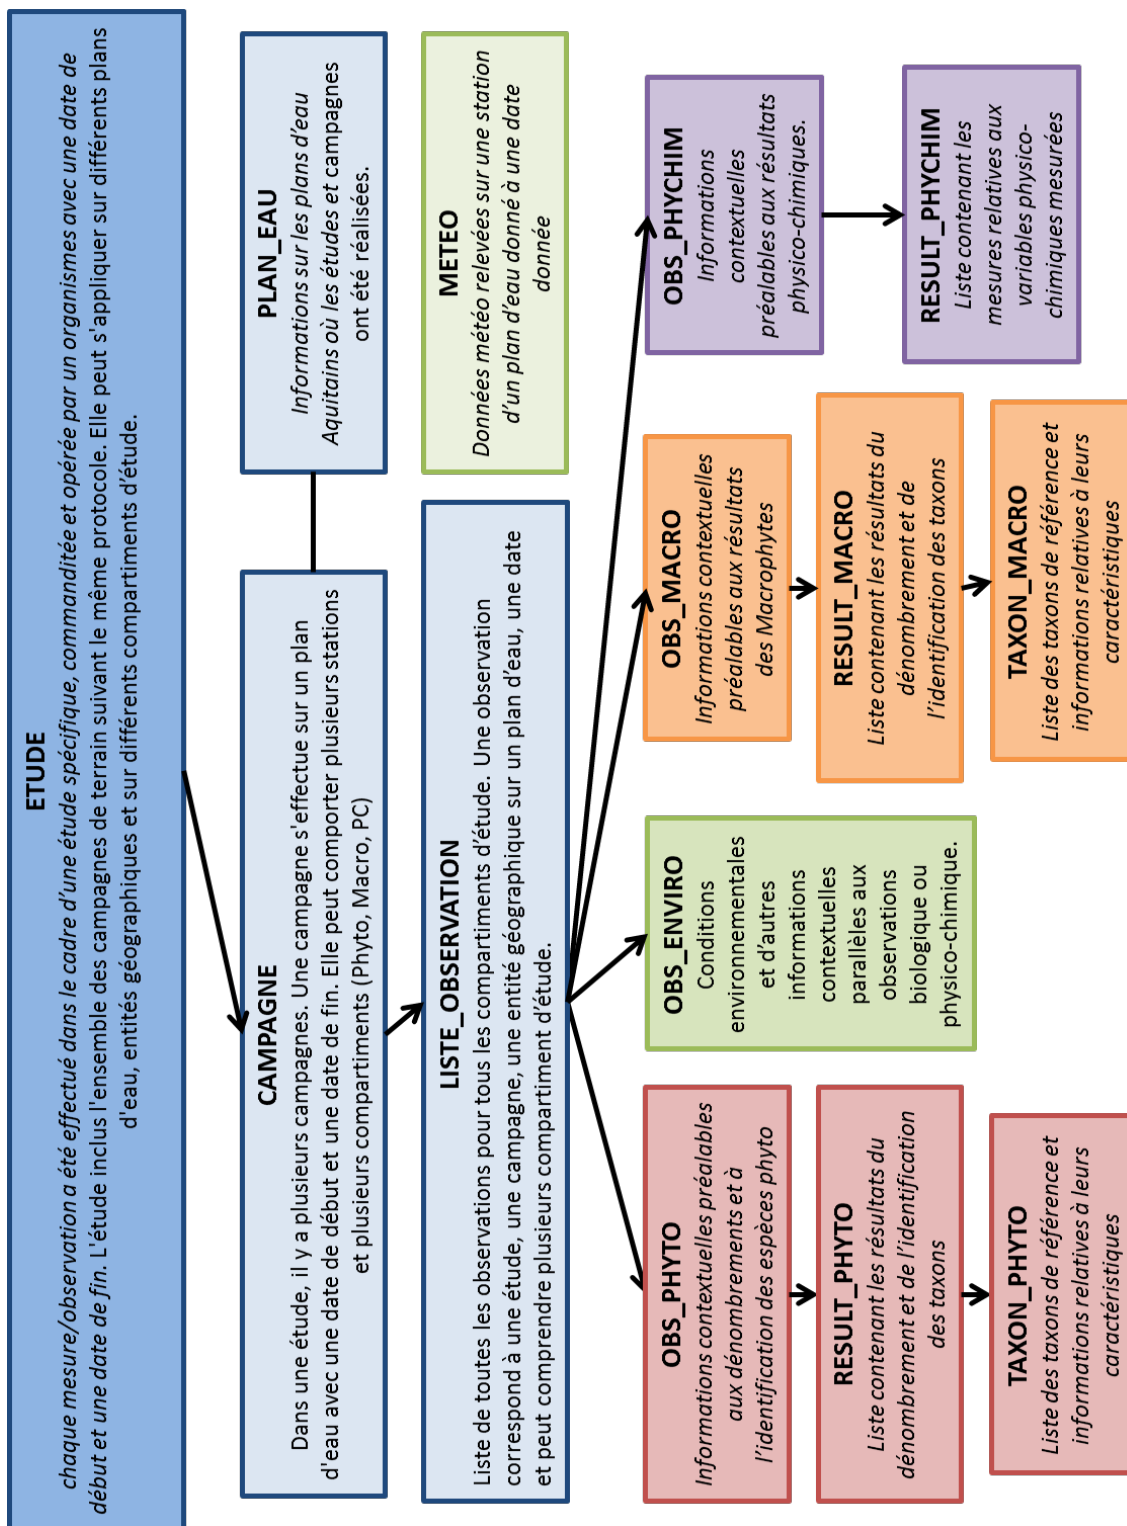 ETUDE
chaque mesure/observation a été effectué dans le cadre d'une étude spécifique, commanditée et opérée par un organismes avec une date de
début et une date de fin. L'étude inclus l'ensemble des campagnes de terrain suivant le même protocole. Elle peut s'appliquer sur différents plans
d'eau, entités géographiques et sur différents compartiments d'étude.
CAMPAGNE
Dans une étude, il y a plusieurs campagnes. Une campagne s'effectue sur un plan
d'eau avec une date de début et une date de fin. Elle peut comporter plusieurs stations
et plusieurs compartiments (Phyto, Macro, PC)
PLAN_EAU
Informations sur les plans d'eau
Aquitains où les études et campagnes
ont été réalisées.
LISTE_OBSERVATION
Liste de toutes les observations pour tous les compartiments d'étude. Une observation
correspond à une étude, une campagne, une entité géographique sur un plan d'eau, une date
et peut comprendre plusieurs compartiment d'étude.
METEO
Données météo relevées sur une station
d'un plan d'eau donné à une date
donnée
OBS_PHYTO
Informations contextuelles préalables
aux dénombrements et à
l'identification des espèces phyto
RESULT_PHYTO
Liste contenant les résultats du
dénombrement et de l'identification
des taxons
TAXON_PHYTO
Liste des taxons de référence et
informations relatives à leurs
caractéristiques
OBS_ENVIRO
Conditions
environnementales
et d'autres
informations
contextuelles
parallèles aux
observations
biologique ou
physico-chimique.
OBS_MACRO
Informations contextuelles
préalables aux résultats
des Macrophytes
RESULT_MACRO
Liste contenant les résultats du
dénombrement et de
l'identification des taxons
TAXON_MACRO
Liste des taxons de référence et
informations relatives à leurs
caractéristiques
OBS_PHYCHIM
Informations
contextuelles
préalables aux résultats
physico-chimiques.
RESULT_PHYCHIM
Liste contenant les
mesures relatives aux
variables physico-
chimiques mesurées